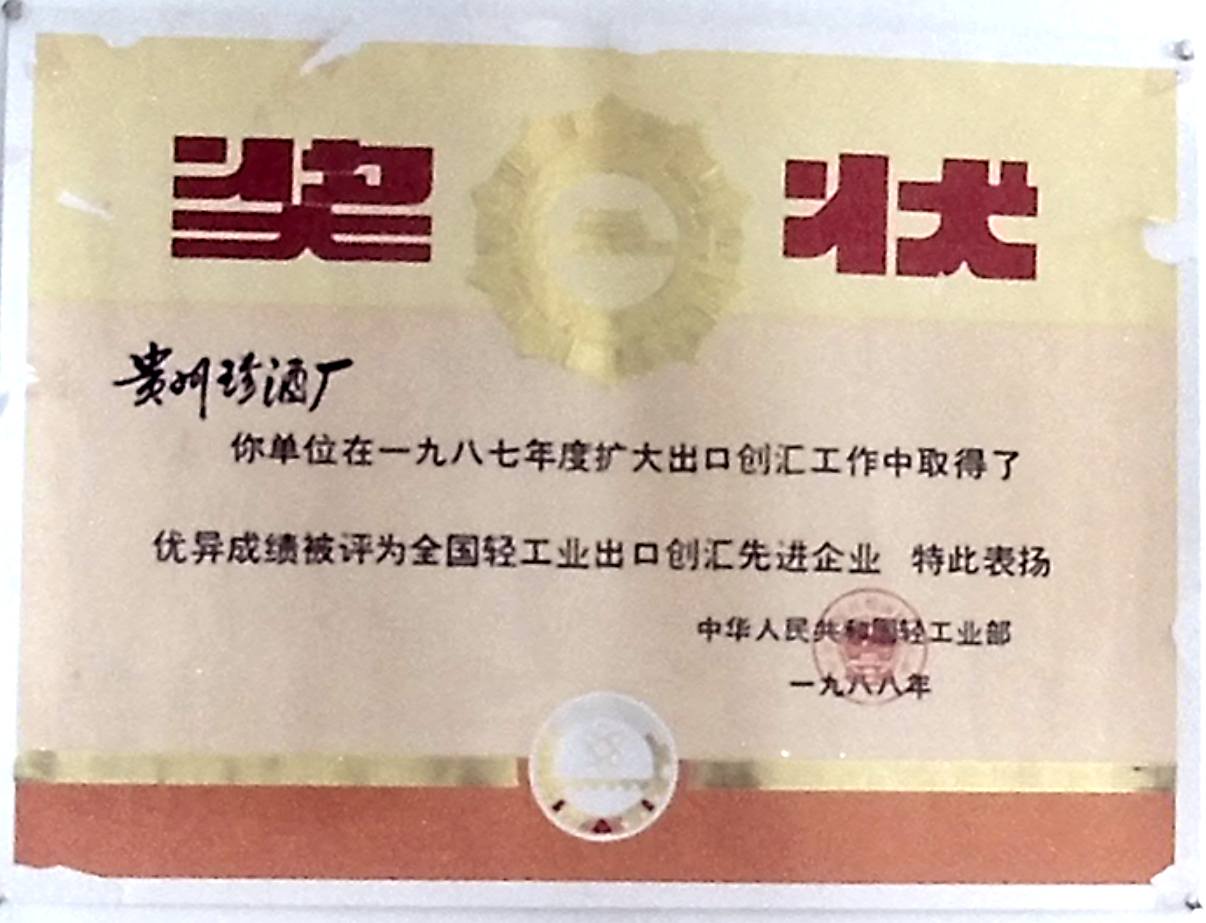 奖状
贵州珍酒厂
你单位在一九八七年度扩大出口创汇工作中取得了
优异成绩被评为全国轻工业出口创汇先进企业 特此表扬
中华人民共和国轻工业部
一九八八年